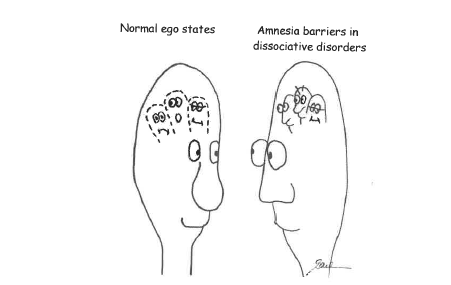 Normal ego states
Amnesia barriers in
dissociative disorders